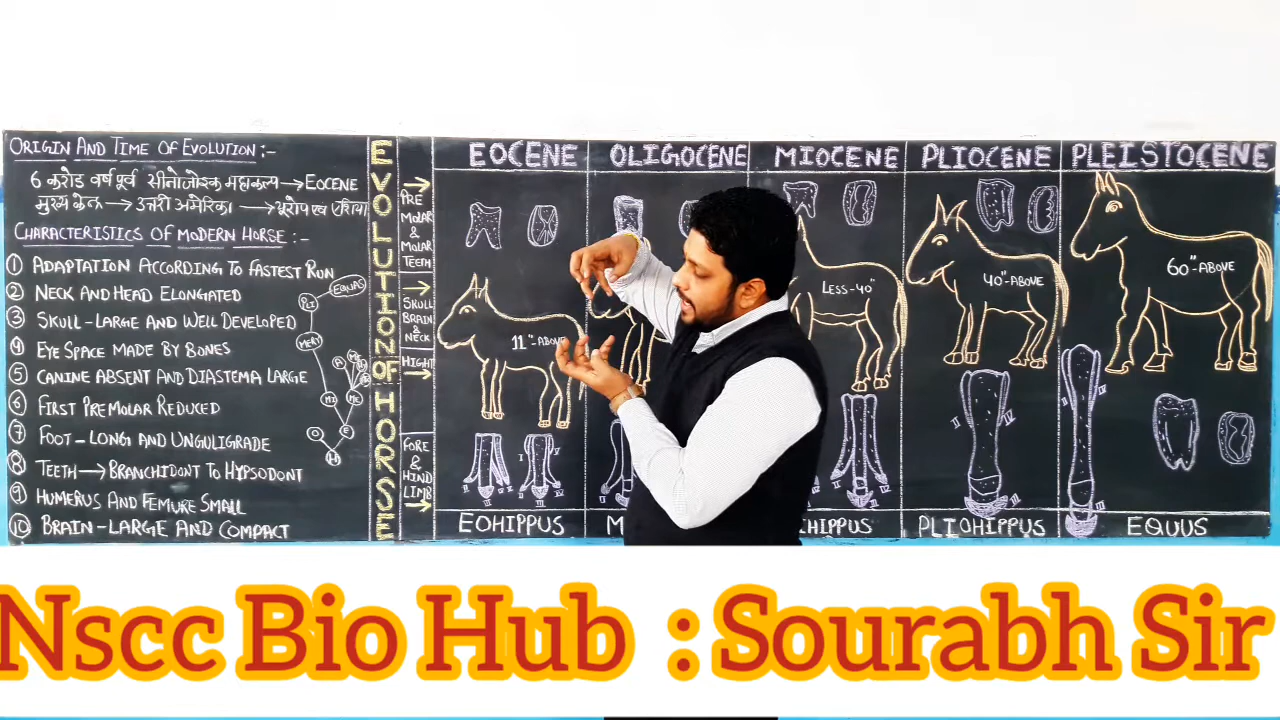 ORIGIN AND TIME OF EVOLUTION :-
6 करोड़ वर्ष पूर्व सीनोजोइक महाकल्प → EOCENE
मुख्य केन्द्र → उत्तरी अमेरिका → यूरोप एवं एशिया
CHARACTERISTICS OF MODERN HORSE :-
① ADAPTATION ACCORDING TO FASTEST RUN
② NECK AND HEAD ELONGATED
③ SKULL - LARGE AND WELL DEVELOPED
④ EYE SPACE MADE BY BONES
⑤ CANINE ABSENT AND DIASTEMA LARGE
⑥ FIRST PREMOLAR REDUCED
⑦ FOOT - LONG AND UNGULIGRADE
⑧ TEETH → BRANCHIDONT TO HYPSODONT
⑨ HUMERUS AND FEMURE SMALL
⑩ BRAIN - LARGE AND COMPACT
EQUAS
PLI
MERY
MI
ME
O
E
H
EVOLUTION OF HORSE
PRE
MOLAR
&
MOLAR
TEETH
SKULL
BRAIN
&
NECK
HIGHT
FORE
&
HIND
LINB
EOCENE OLIGOCENE MIOCENE PLIOCENE PLEISTOCENE
11"-ABOVE
LESS-40"
40"-ABOVE
60"-ABOVE
EOHIPPUS
M
HIPPUS
PLIOHIPPUS
EQUUS
Nscc Bio Hub : Sourabh Sir